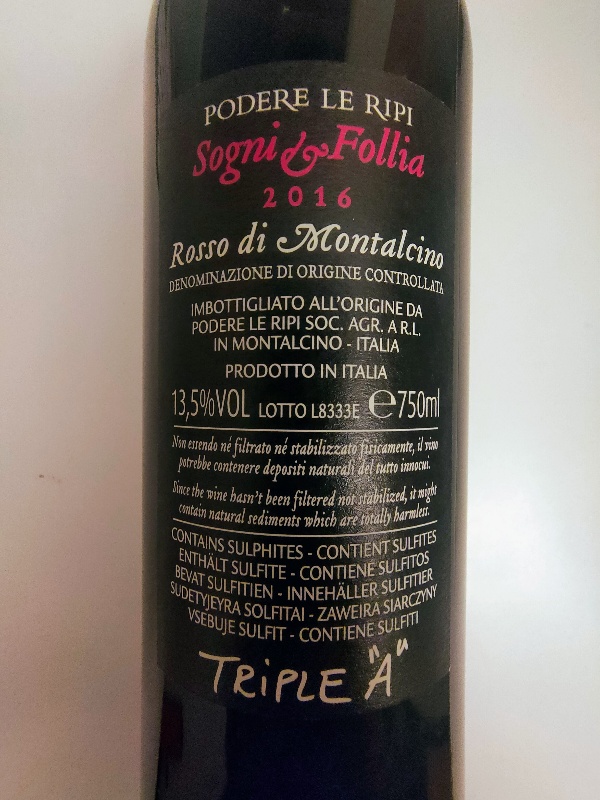 PODERE LE RIPI
Sogni & Follia
2016
Rosso di Montalcino
DENOMINAZIONE DI ORIGINE CONTROLLATA
IMBOTTIGLIATO ALL'ORIGINE DA
PODERE LE RIPI SOC. AGR. A R.L.
IN MONTALCINO - ITALIA
PRODOTTO IN ITALIA
13,5%VOL LOTTO L8333E ℮750ml
Non essendo né filtrato né stabilizzato fisicamente, il vino
potrebbe contenere depositi naturali del tutto innocui.
Since the wine hasn't been filtered not stabilized, it might
contain natural sediments which are totally harmless.
CONTAINS SULPHITES - CONTIENT SULFITES
ENTHÄLT SULFITE - CONTIENE SULFITOS
BEVAT SULFITIEN - INNEHÅLLER SULFITIER
SUDETYJEYRA SOLFITAI - ZAWEIRA SIARCZYNY
VSEBUJE SULFIT - CONTIENE SULFITI
TRiPLE "A"